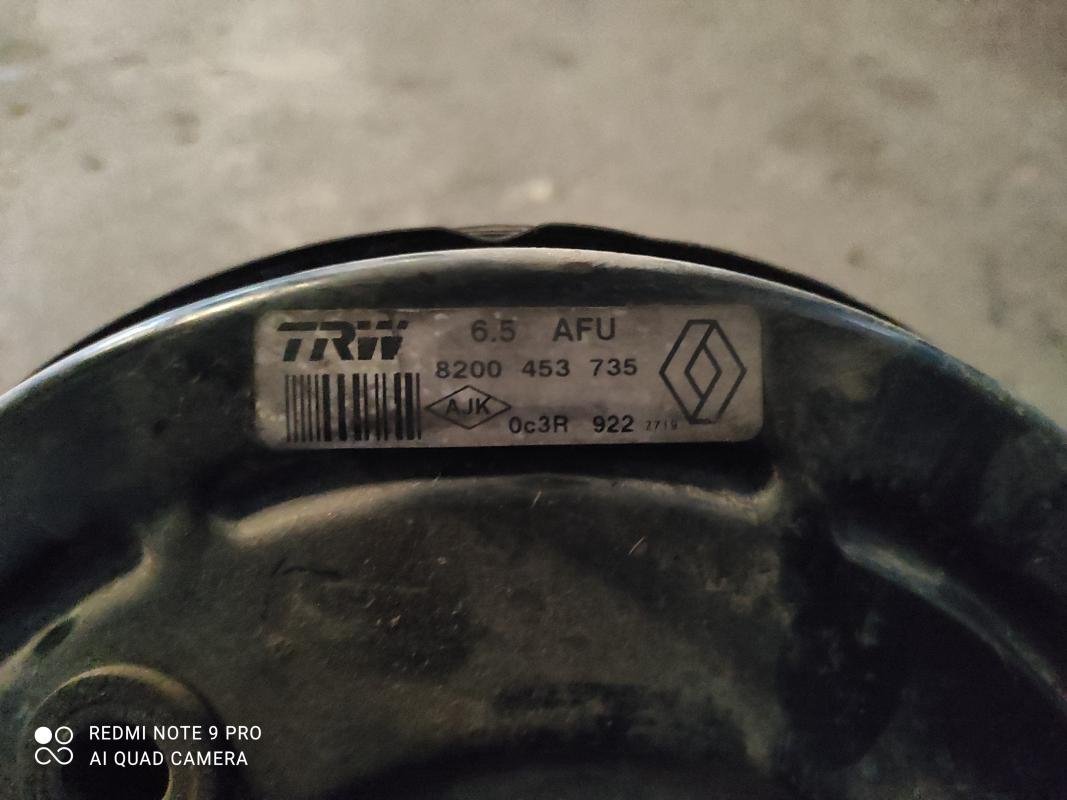 TRW 6.5 AFU
8200 453 735
AJK
0c3R 922
REDMI NOTE 9 PRO
AI QUAD CAMERA